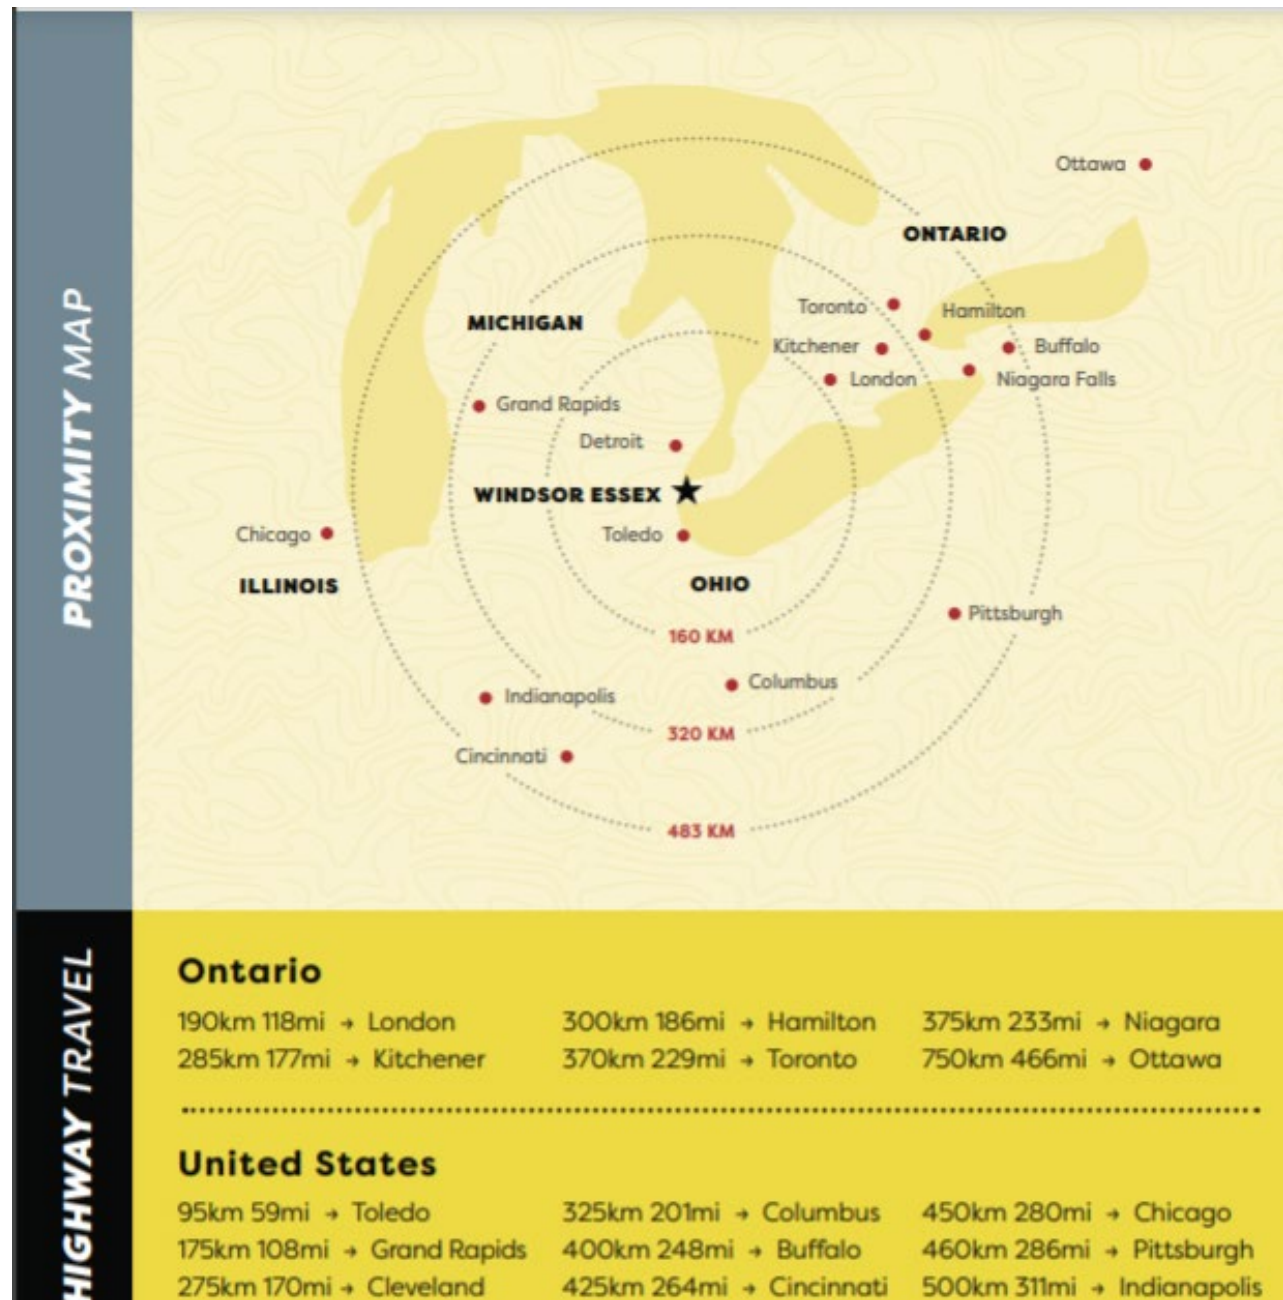 PROXIMITY MAP
Ottawa
ONTARIO
Toronto
Hamilton
MICHIGAN
Kitchener
Buffalo
London
Niagara Falls
Grand Rapids
Detroit
WINDSOR ESSEX
Chicago
Toledo
ILLINOIS
OHIO
Pittsburgh
160 KM
Columbus
Indianapolis
320 KM
Cincinnati
483 KM
HIGHWAY TRAVEL
Ontario
190km 118mi → London
285km 177mi → Kitchener
300km 186mi → Hamilton
370km 229mi → Toronto
375km 233mi → Niagara
750km 466mi → Ottawa
United States
95km 59mi → Toledo
175km 108mi → Grand Rapids
275km 170mi → Cleveland
325km 201mi → Columbus
400km 248mi → Buffalo
425km 264mi → Cincinnati
450km 280mi → Chicago
460km 286mi → Pittsburgh
500km 311mi → Indianapolis